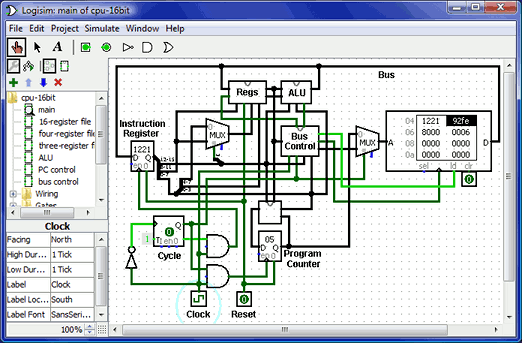 Logisim: main of cpu-16bit
File Edit Project Simulate Window Help
A
cpu-16bit
main
16-register file
four-register file
three-register file
ALU
PC control
bus control
Wiring
Gates
Clock
Facing North
High Dur... 1 Tick
Low Dur... 1 Tick
Label Clock
Label Loc... South
Label Font SansSerif...
100%
Bus
Regs
ALU
Instruction
Register
MUX
Bus
Control
MUX
1221
D Q
en 0
04 1221 92fe
06 8000 0006
08 0000 0000
0a 0000 0000
A
D
sel ld clr
0
Q
T en 0
1
0
Cycle
05
D Q
en 0
Program
Counter
Clock
0
Reset